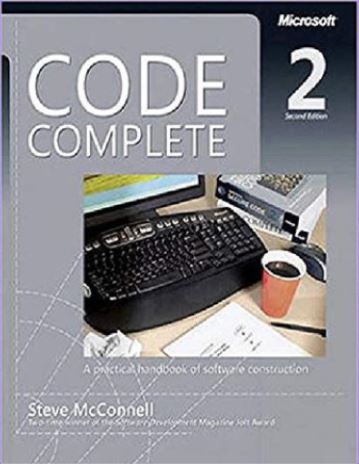 Microsoft
CODE
COMPLETE
2
Second Edition
A practical handbook of software construction
Steve McConnell
Two-time winner of the Software Development Magazine Jolt Award